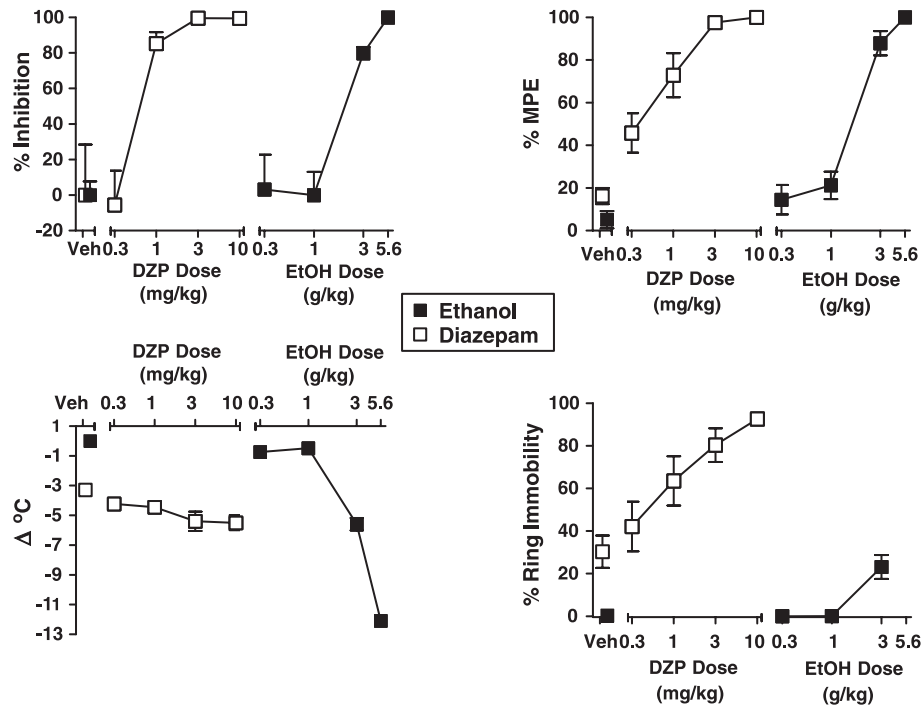 100
80
60
40
20
0
-20
% Inhibition
Veh 0.3 1 3 10 0.3 1 3 5.6
DZP Dose
(mg/kg)
EtOH Dose
(g/kg)
100
80
60
40
20
0
% MPE
Veh 0.3 1 3 10 0.3 1 3 5.6
DZP Dose
(mg/kg)
EtOH Dose
(g/kg)
Ethanol
Diazepam
DZP Dose
(mg/kg)
EtOH Dose
(g/kg)
Veh 0.3 1 3 10 0.3 1 3 5.6
1
-1
-3
-5
-7
-9
-11
-13
Δ ºC
100
80
60
40
20
0
% Ring Immobility
Veh 0.3 1 3 10 0.3 1 3 5.6
DZP Dose
(mg/kg)
EtOH Dose
(g/kg)